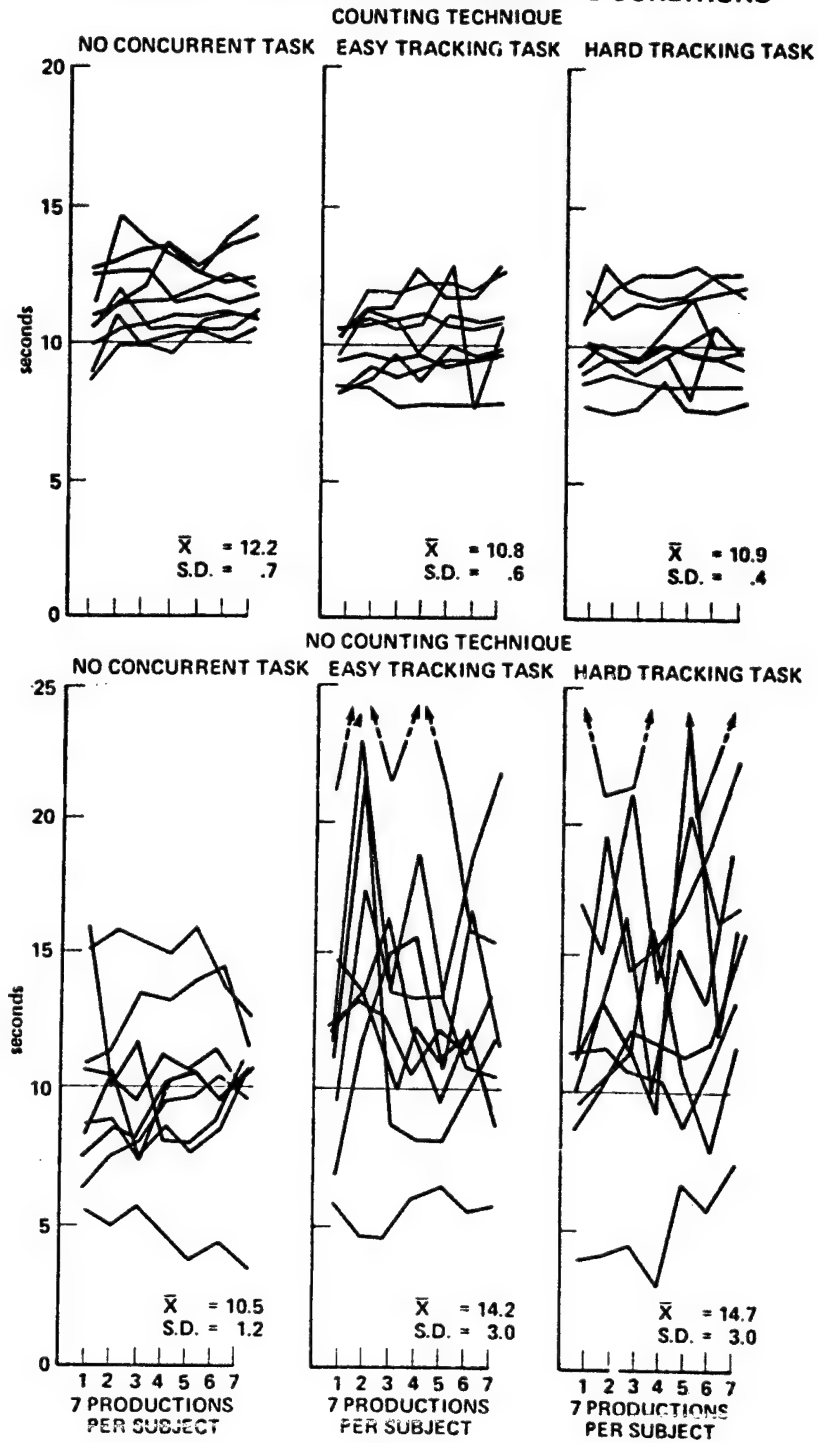 CONDITIONS
COUNTING TECHNIQUE
NO CONCURRENT TASK EASY TRACKING TASK HARD TRACKING TASK
20
15
seconds
10
5
0
X̄ = 12.2
S.D. = .7
X̄ = 10.8
S.D. = .6
X̄ = 10.9
S.D. = .4
NO COUNTING TECHNIQUE
NO CONCURRENT TASK EASY TRACKING TASK HARD TRACKING TASK
25
20
15
seconds
10
5
0
X̄ = 10.5
S.D. = 1.2
X̄ = 14.2
S.D. = 3.0
X̄ = 14.7
S.D. = 3.0
1 2 3 4 5 6 7
7 PRODUCTIONS
PER SUBJECT
1 2 3 4 5 6 7
7 PRODUCTIONS
PER SUBJECT
1 2 3 4 5 6 7
7 PRODUCTIONS
PER SUBJECT